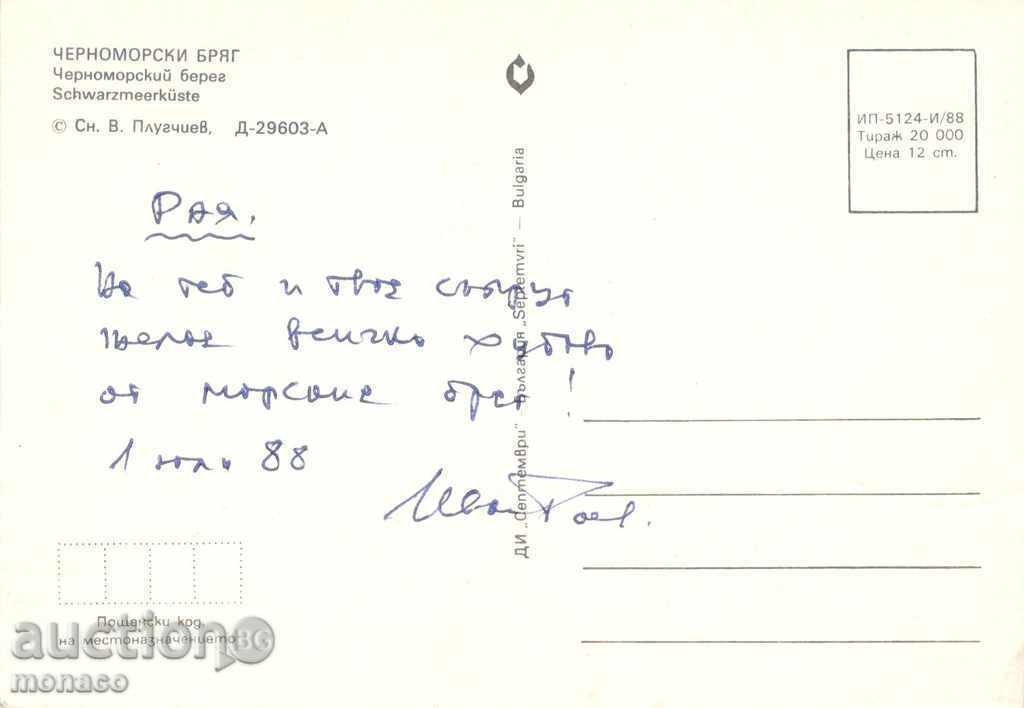 ЧЕРНОМОРСКИ БРЯГ
Черноморский берег
Schwarzmeerküste
© Сн. В. Плугчиев, Д-29603-А
ИП-5124-И/88
Тираж 20 000
Цена 12 ст.
ДИ „Септември" — България „Septemvri" — Bulgaria
Рая,
На теб и твоя съпруг
желая всичко хубаво
от морския бряг!
1 юли 88
Иван
Пощенски код
на местоназначението
auction BG
monaco